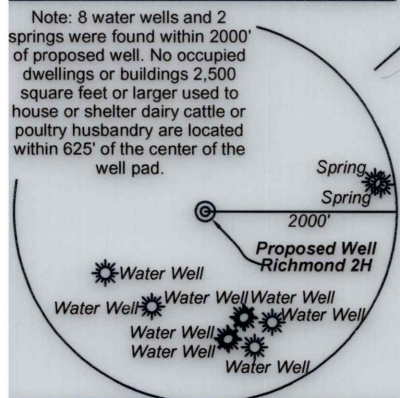 Note: 8 water wells and 2
springs were found within 2000'
of proposed well. No occupied
dwellings or buildings 2,500
square feet or larger used to
house or shelter dairy cattle or
poultry husbandry are located
within 625' of the center of the
well pad.
Spring
Spring
2000'
Proposed Well
Richmond 2H
Water Well
Water Well
Water Well
Water Well
Water Well
Water Well
Water Well
Water Well